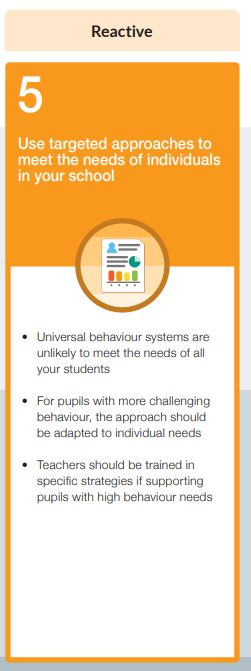 Reactive
5
Use targeted approaches to
meet the needs of individuals
in your school
• Universal behaviour systems are
unlikely to meet the needs of all
your students
• For pupils with more challenging
behaviour, the approach should
be adapted to individual needs
• Teachers should be trained in
specific strategies if supporting
pupils with high behaviour needs